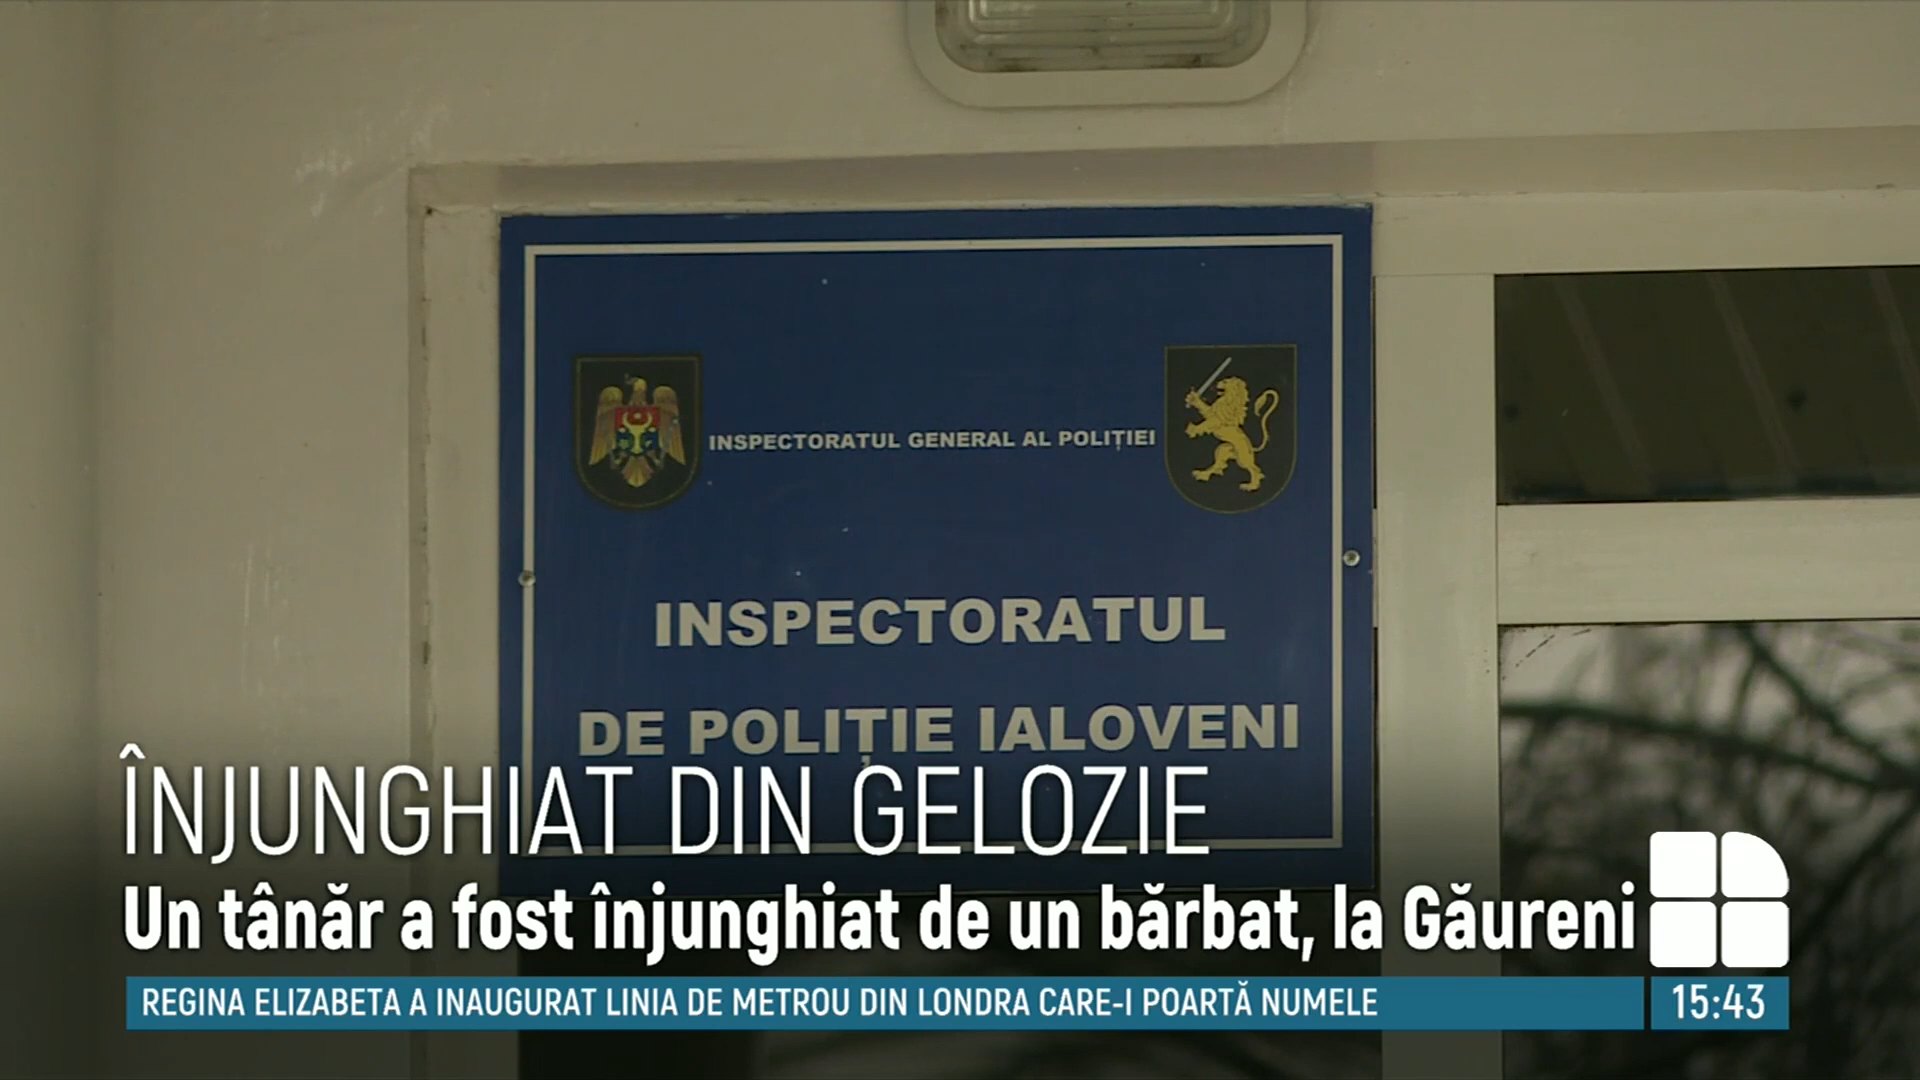 INSPECTORATUL GENERAL AL POLIȚIEI
INSPECTORATUL
DE POLIȚIE IALOVENI
ÎNJUNGHIAT DIN GELOZIE
Un tânăr a fost înjunghiat de un bărbat, la Găureni
REGINA ELIZABETA A INAUGURAT LINIA DE METROU DIN LONDRA CARE-I POARTĂ NUMELE
15:43